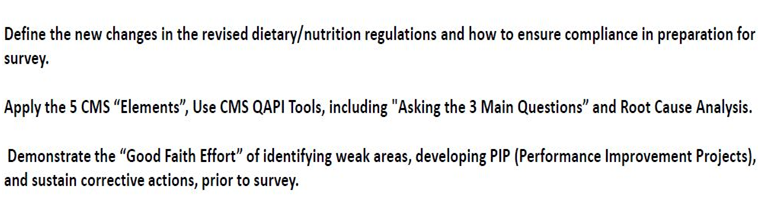 Define the new changes in the revised dietary/nutrition regulations and how to ensure compliance in preparation for
survey.
Apply the 5 CMS “Elements”, Use CMS QAPI Tools, including "Asking the 3 Main Questions” and Root Cause Analysis.
Demonstrate the “Good Faith Effort” of identifying weak areas, developing PIP (Performance Improvement Projects),
and sustain corrective actions, prior to survey.